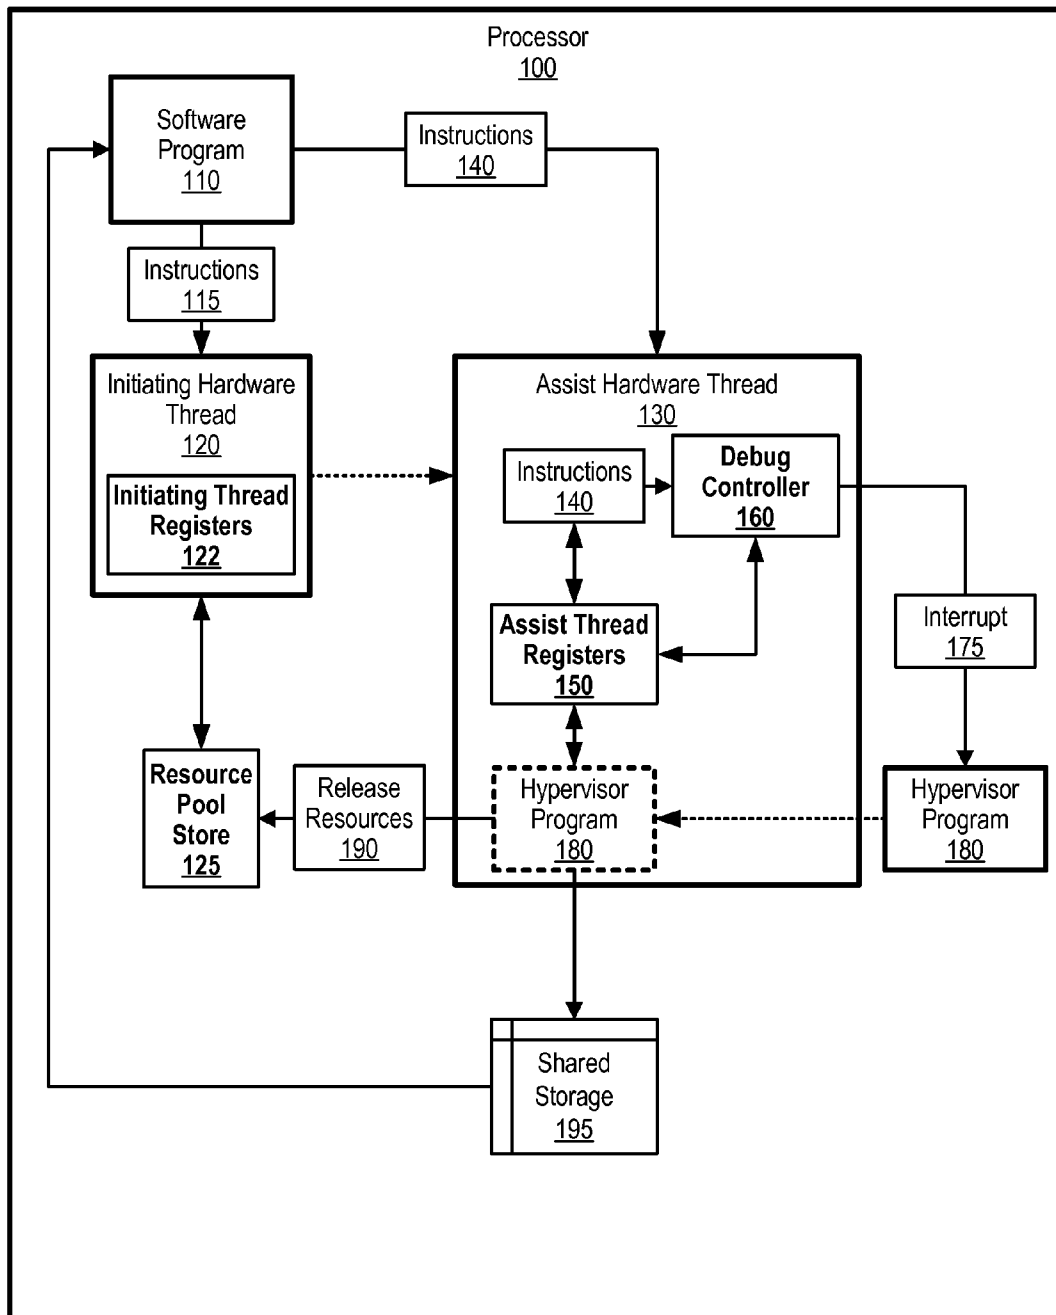 Processor
100
Software
Program
110
Instructions
140
Instructions
115
Initiating Hardware
Thread
120
Initiating Thread
Registers
122
Assist Hardware Thread
130
Instructions
140
Debug
Controller
160
Assist Thread
Registers
150
Interrupt
175
Resource
Pool
Store
125
Release
Resources
190
Hypervisor
Program
180
Hypervisor
Program
180
Shared
Storage
195